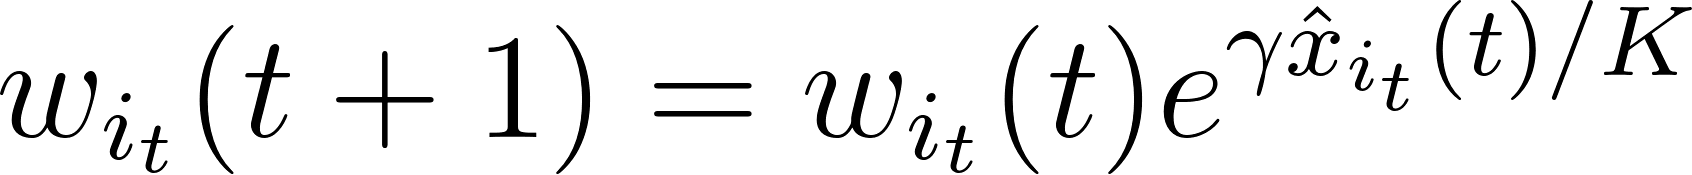 w_{i_t}(t + 1) = w_{i_t}(t) e^{\gamma \hat{x}_{i_t}(t)/K}